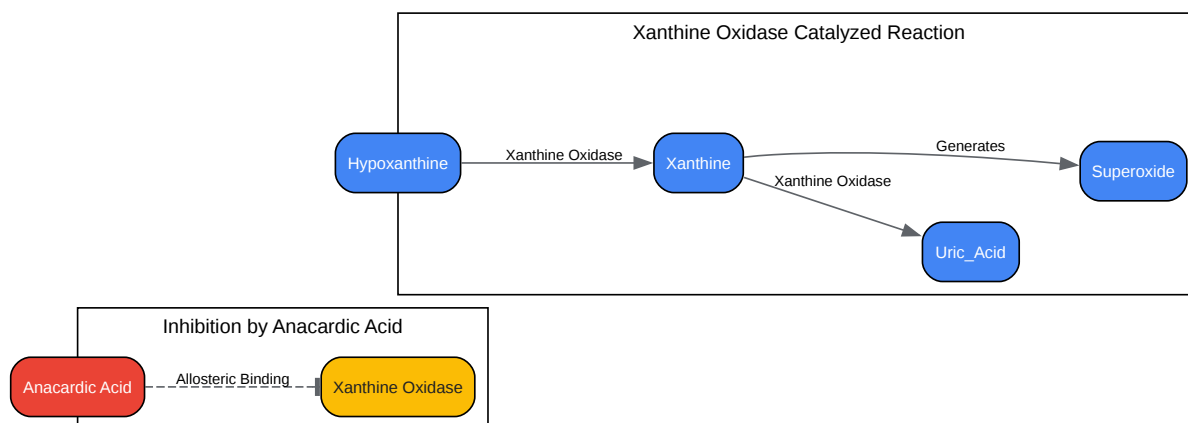 Xanthine Oxidase Catalyzed Reaction
Hypoxanthine
Xanthine Oxidase
Xanthine
Generates
Superoxide
Xanthine Oxidase
Uric_Acid
Inhibition by Anacardic Acid
Anacardic Acid
Allosteric Binding
Xanthine Oxidase